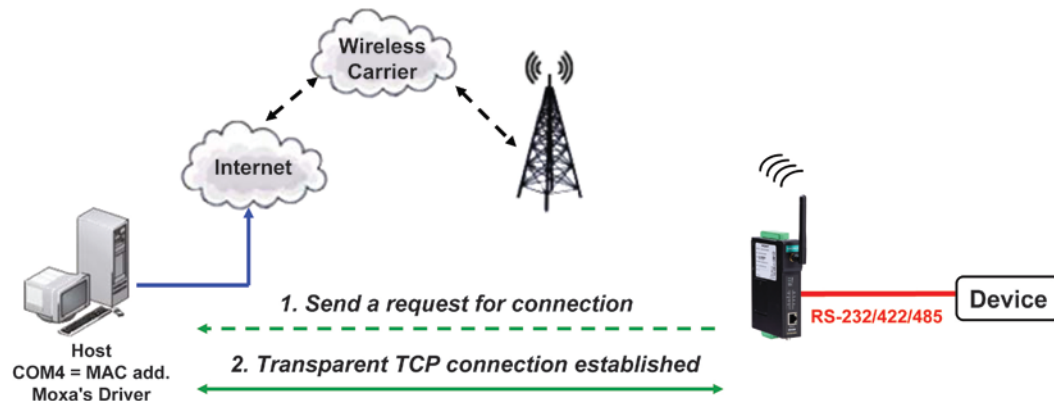 Wireless
Carrier
Internet
1. Send a request for connection
RS-232/422/485
Device
Host
COM4 = MAC add.
Moxa's Driver
2. Transparent TCP connection established